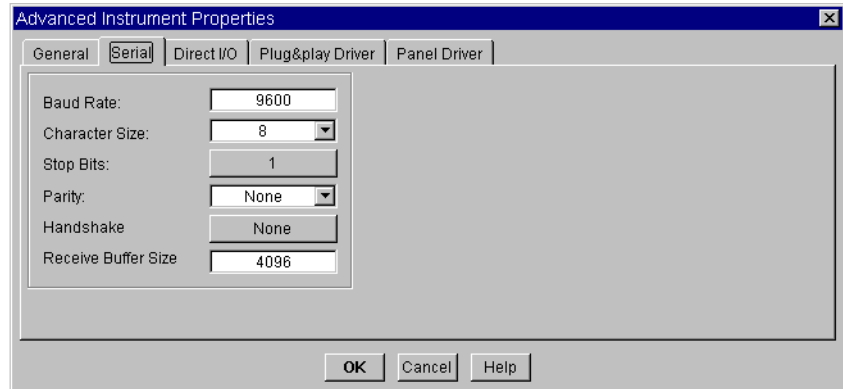 Advanced Instrument Properties
General Serial Direct I/O Plug&play Driver Panel Driver
Baud Rate: 9600
Character Size: 8
Stop Bits: 1
Parity: None
Handshake None
Receive Buffer Size 4096
OK Cancel Help